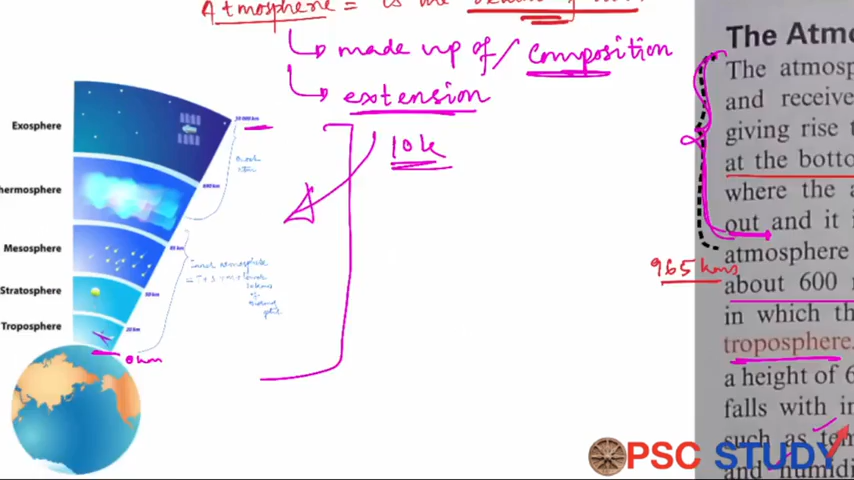 Atmosphere = is the
made up of / composition
extension
10k
Exosphere
10 000 km
Thermosphere
600 km
Mesosphere
80 km
Inner atmosphere
Stratosphere
50 km
Troposphere
20 km
0 km
The Atmo
The atmosp
and receive
giving rise t
at the botto
where the a
out and it i
atmosphere
965 kms
about 600
in which th
troposphere.
a height of 6
falls with in
such as tem
and humidi
PSC STUDY